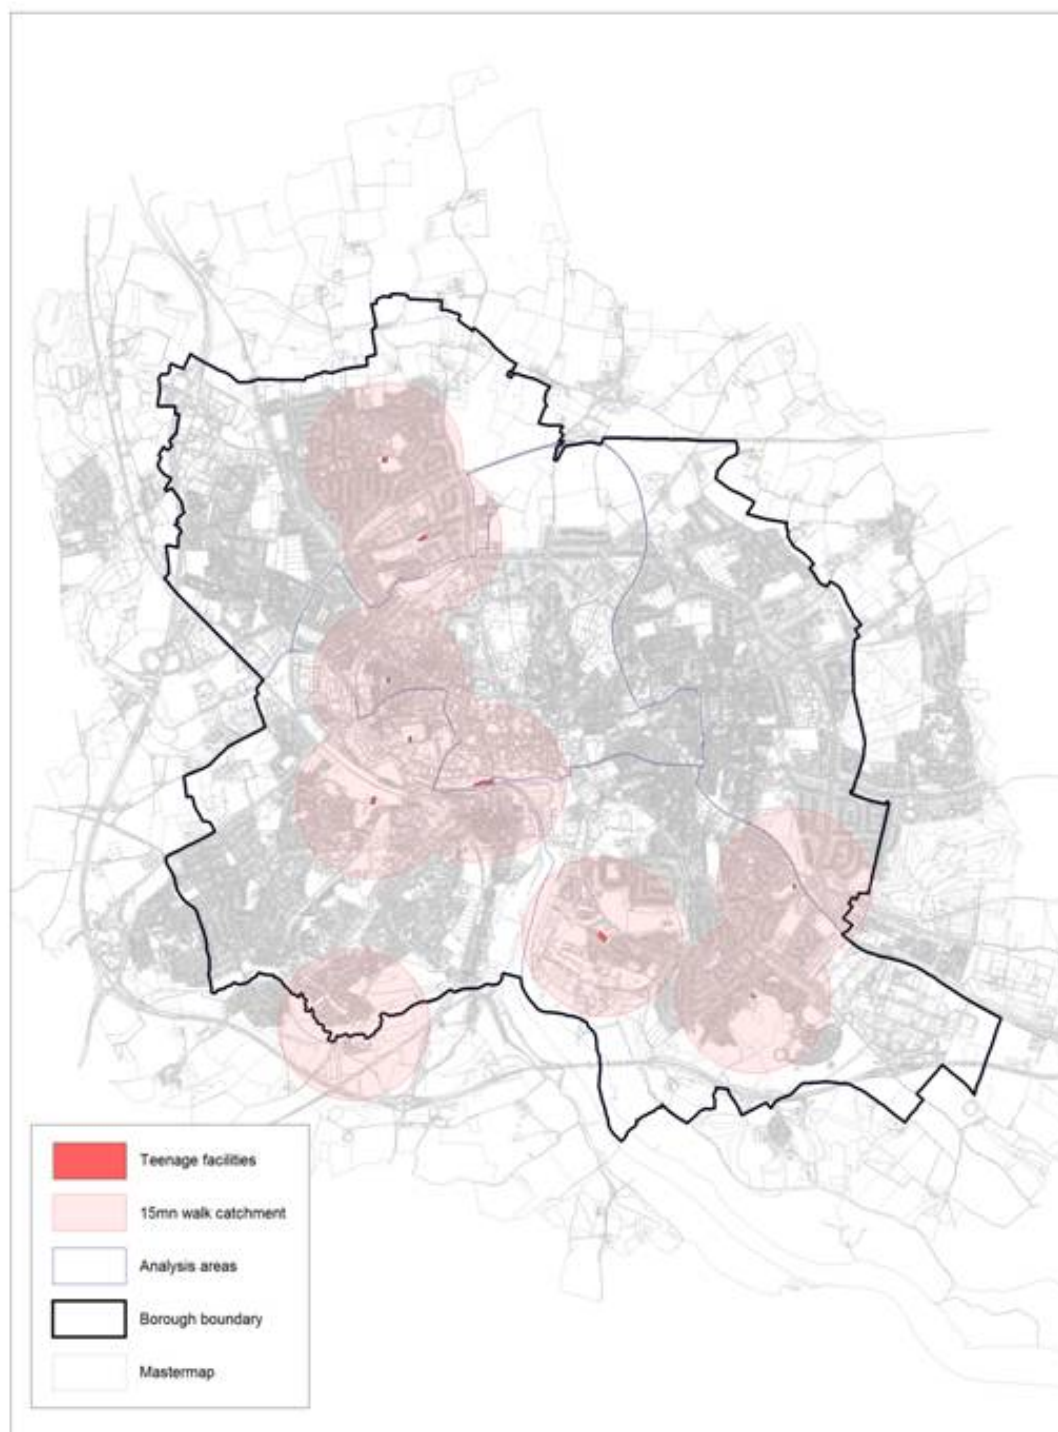 Teenage facilities
15mn walk catchment
Analysis areas
Borough boundary
Mastermap